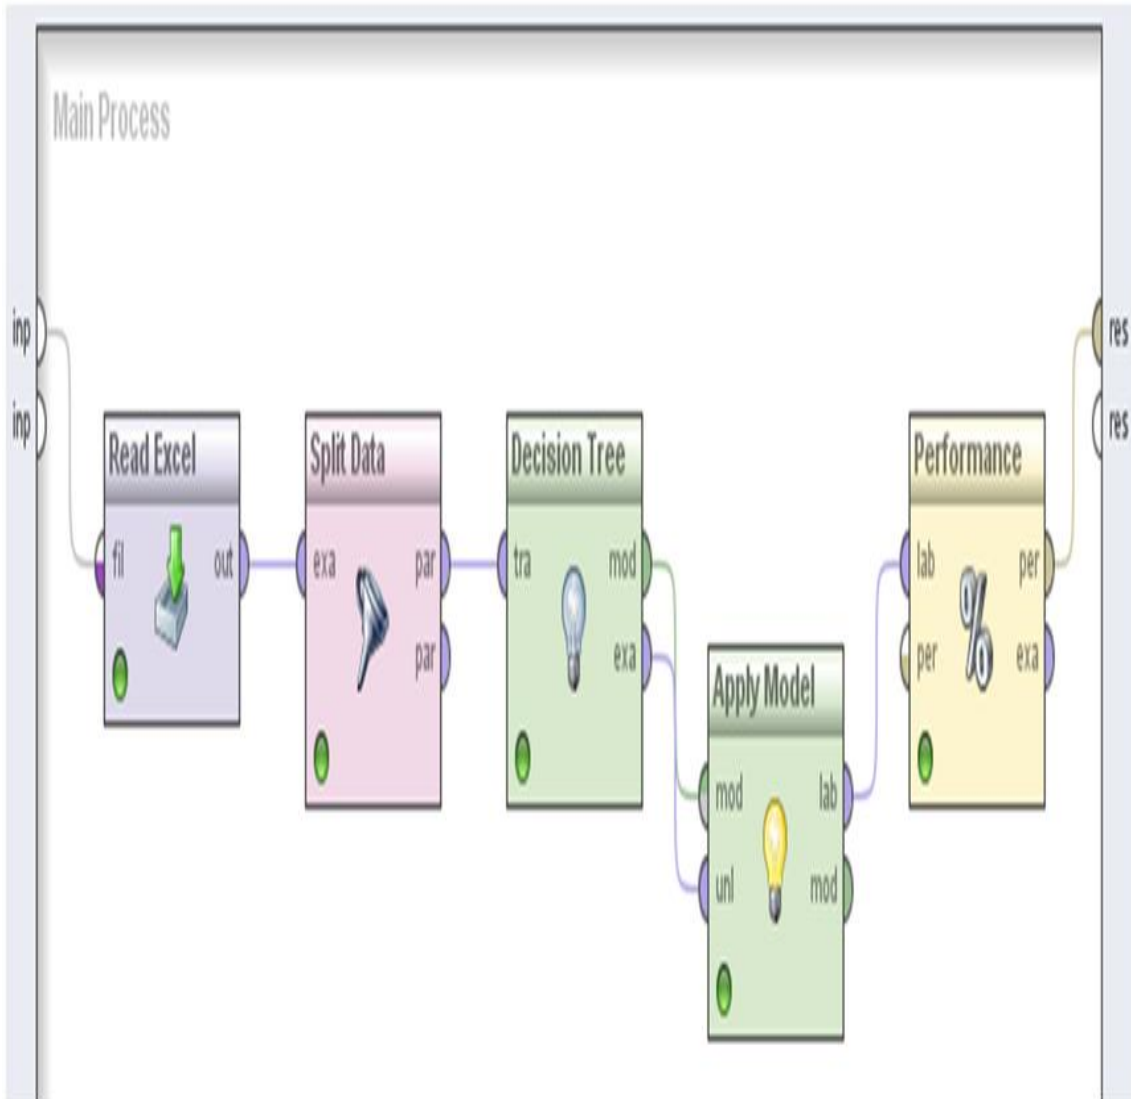 Main Process
inp
inp
Read Excel
fil
out
Split Data
exa
par
par
Decision Tree
tra
mod
exa
Apply Model
mod
lab
unl
mod
Performance
lab
per
per
exa
%
res
res